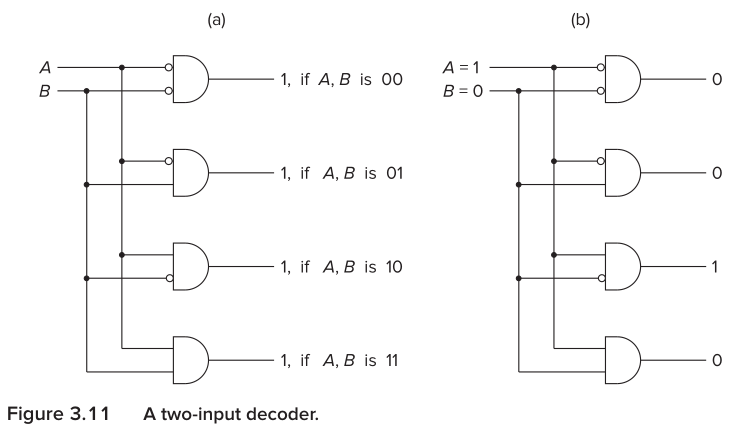 (a)
A
B
1, if A, B is 00
1, if A, B is 01
1, if A, B is 10
1, if A, B is 11
(b)
A = 1
B = 0
0
0
1
0
Figure 3.11 A two-input decoder.